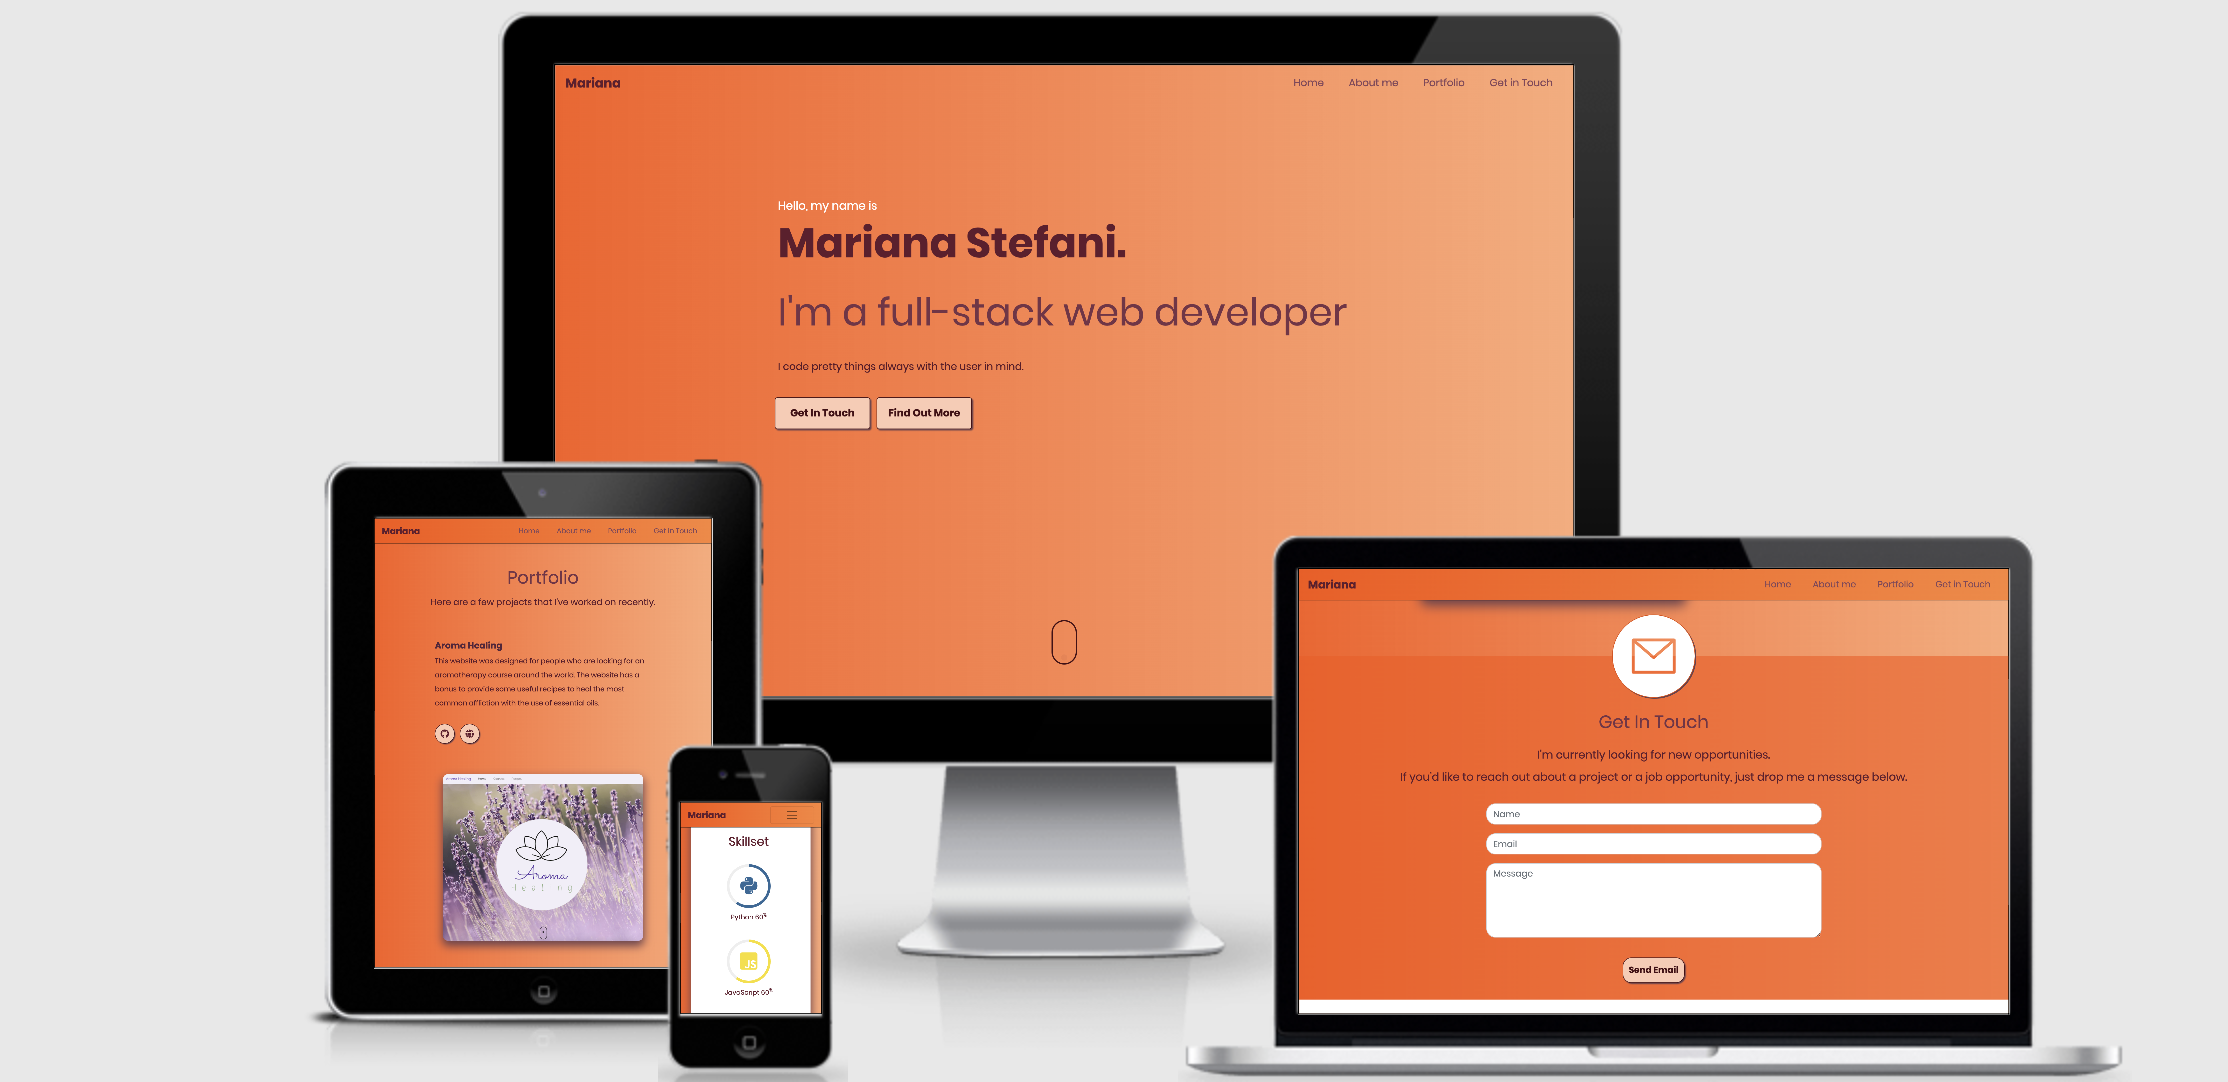 Mariana
Home About me Portfolio Get in Touch
Hello, my name is
Mariana Stefani.
I'm a full-stack web developer
I code pretty things always with the user in mind.
Get In Touch Find Out More
Mariana
Home About me Portfolio Get in Touch
Portfolio
Here are a few projects that I've worked on recently.
Aroma Healing
This website was designed for people who are looking for an
aromatherapy course around the world. The website has a
bonus to provide some useful recipes to heal the most
common affliction with the use of essential oils.
Aroma Healing
Aroma
Healing
Mariana
Skillset
Python 60%
JS
JavaScript 60%
Mariana
Home About me Portfolio Get in Touch
Get In Touch
I'm currently looking for new opportunities.
If you'd like to reach out about a project or a job opportunity, just drop me a message below.
Name
Email
Message
Send Email